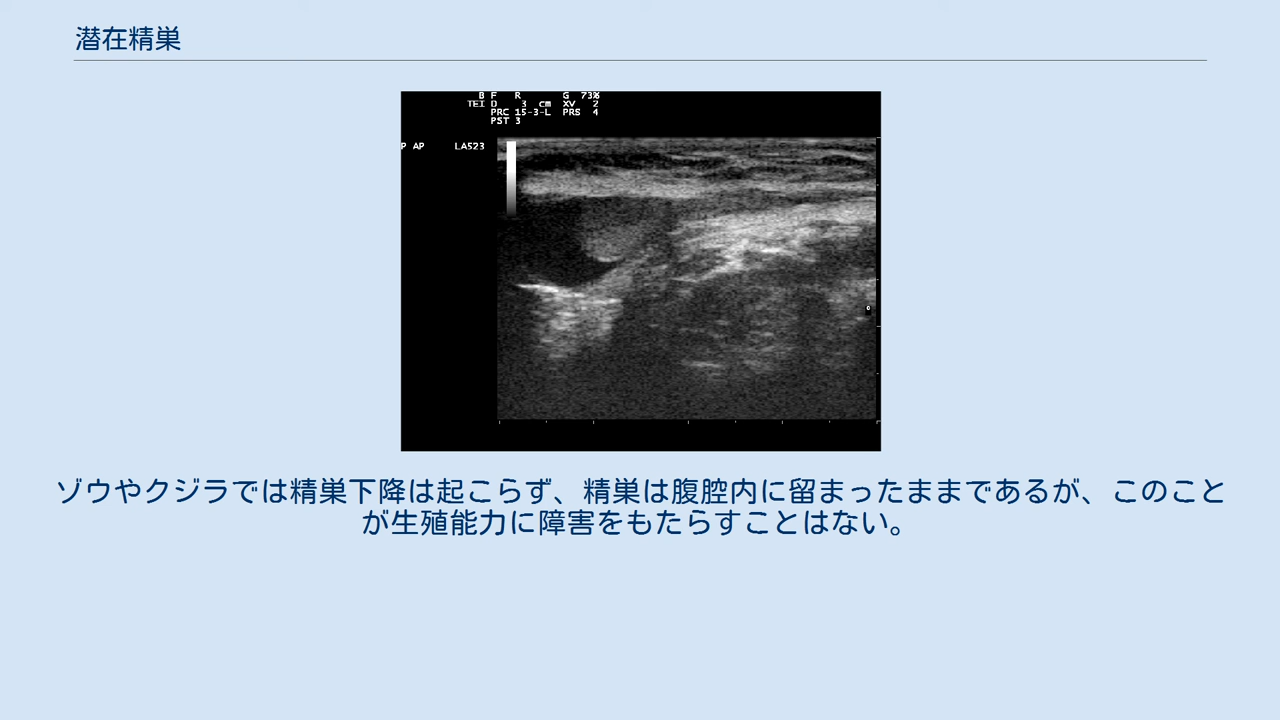 潜在精巣
B F R G 73%
TEI D 3 cm XV 2
PRC 15-3-L PRS 4
PST 3
P AP LA523
ゾウやクジラでは精巣下降は起こらず、精巣は腹腔内に留まったままであるが、このこと
が生殖能力に障害をもたらすことはない。